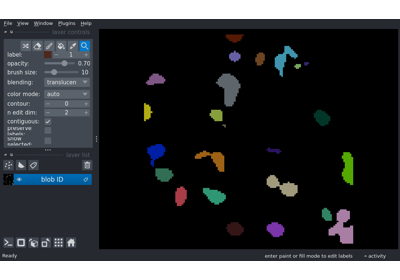 File View Window Plugins Help
layer controls
label: 1
opacity: 0.70
brush size: 10
blending: translucen
color mode: auto
contour: 0
n edit dim: 2
contiguous: ✓
preserve labels:
show selected:
layer list
blob ID
Ready enter paint or fill mode to edit labels activity